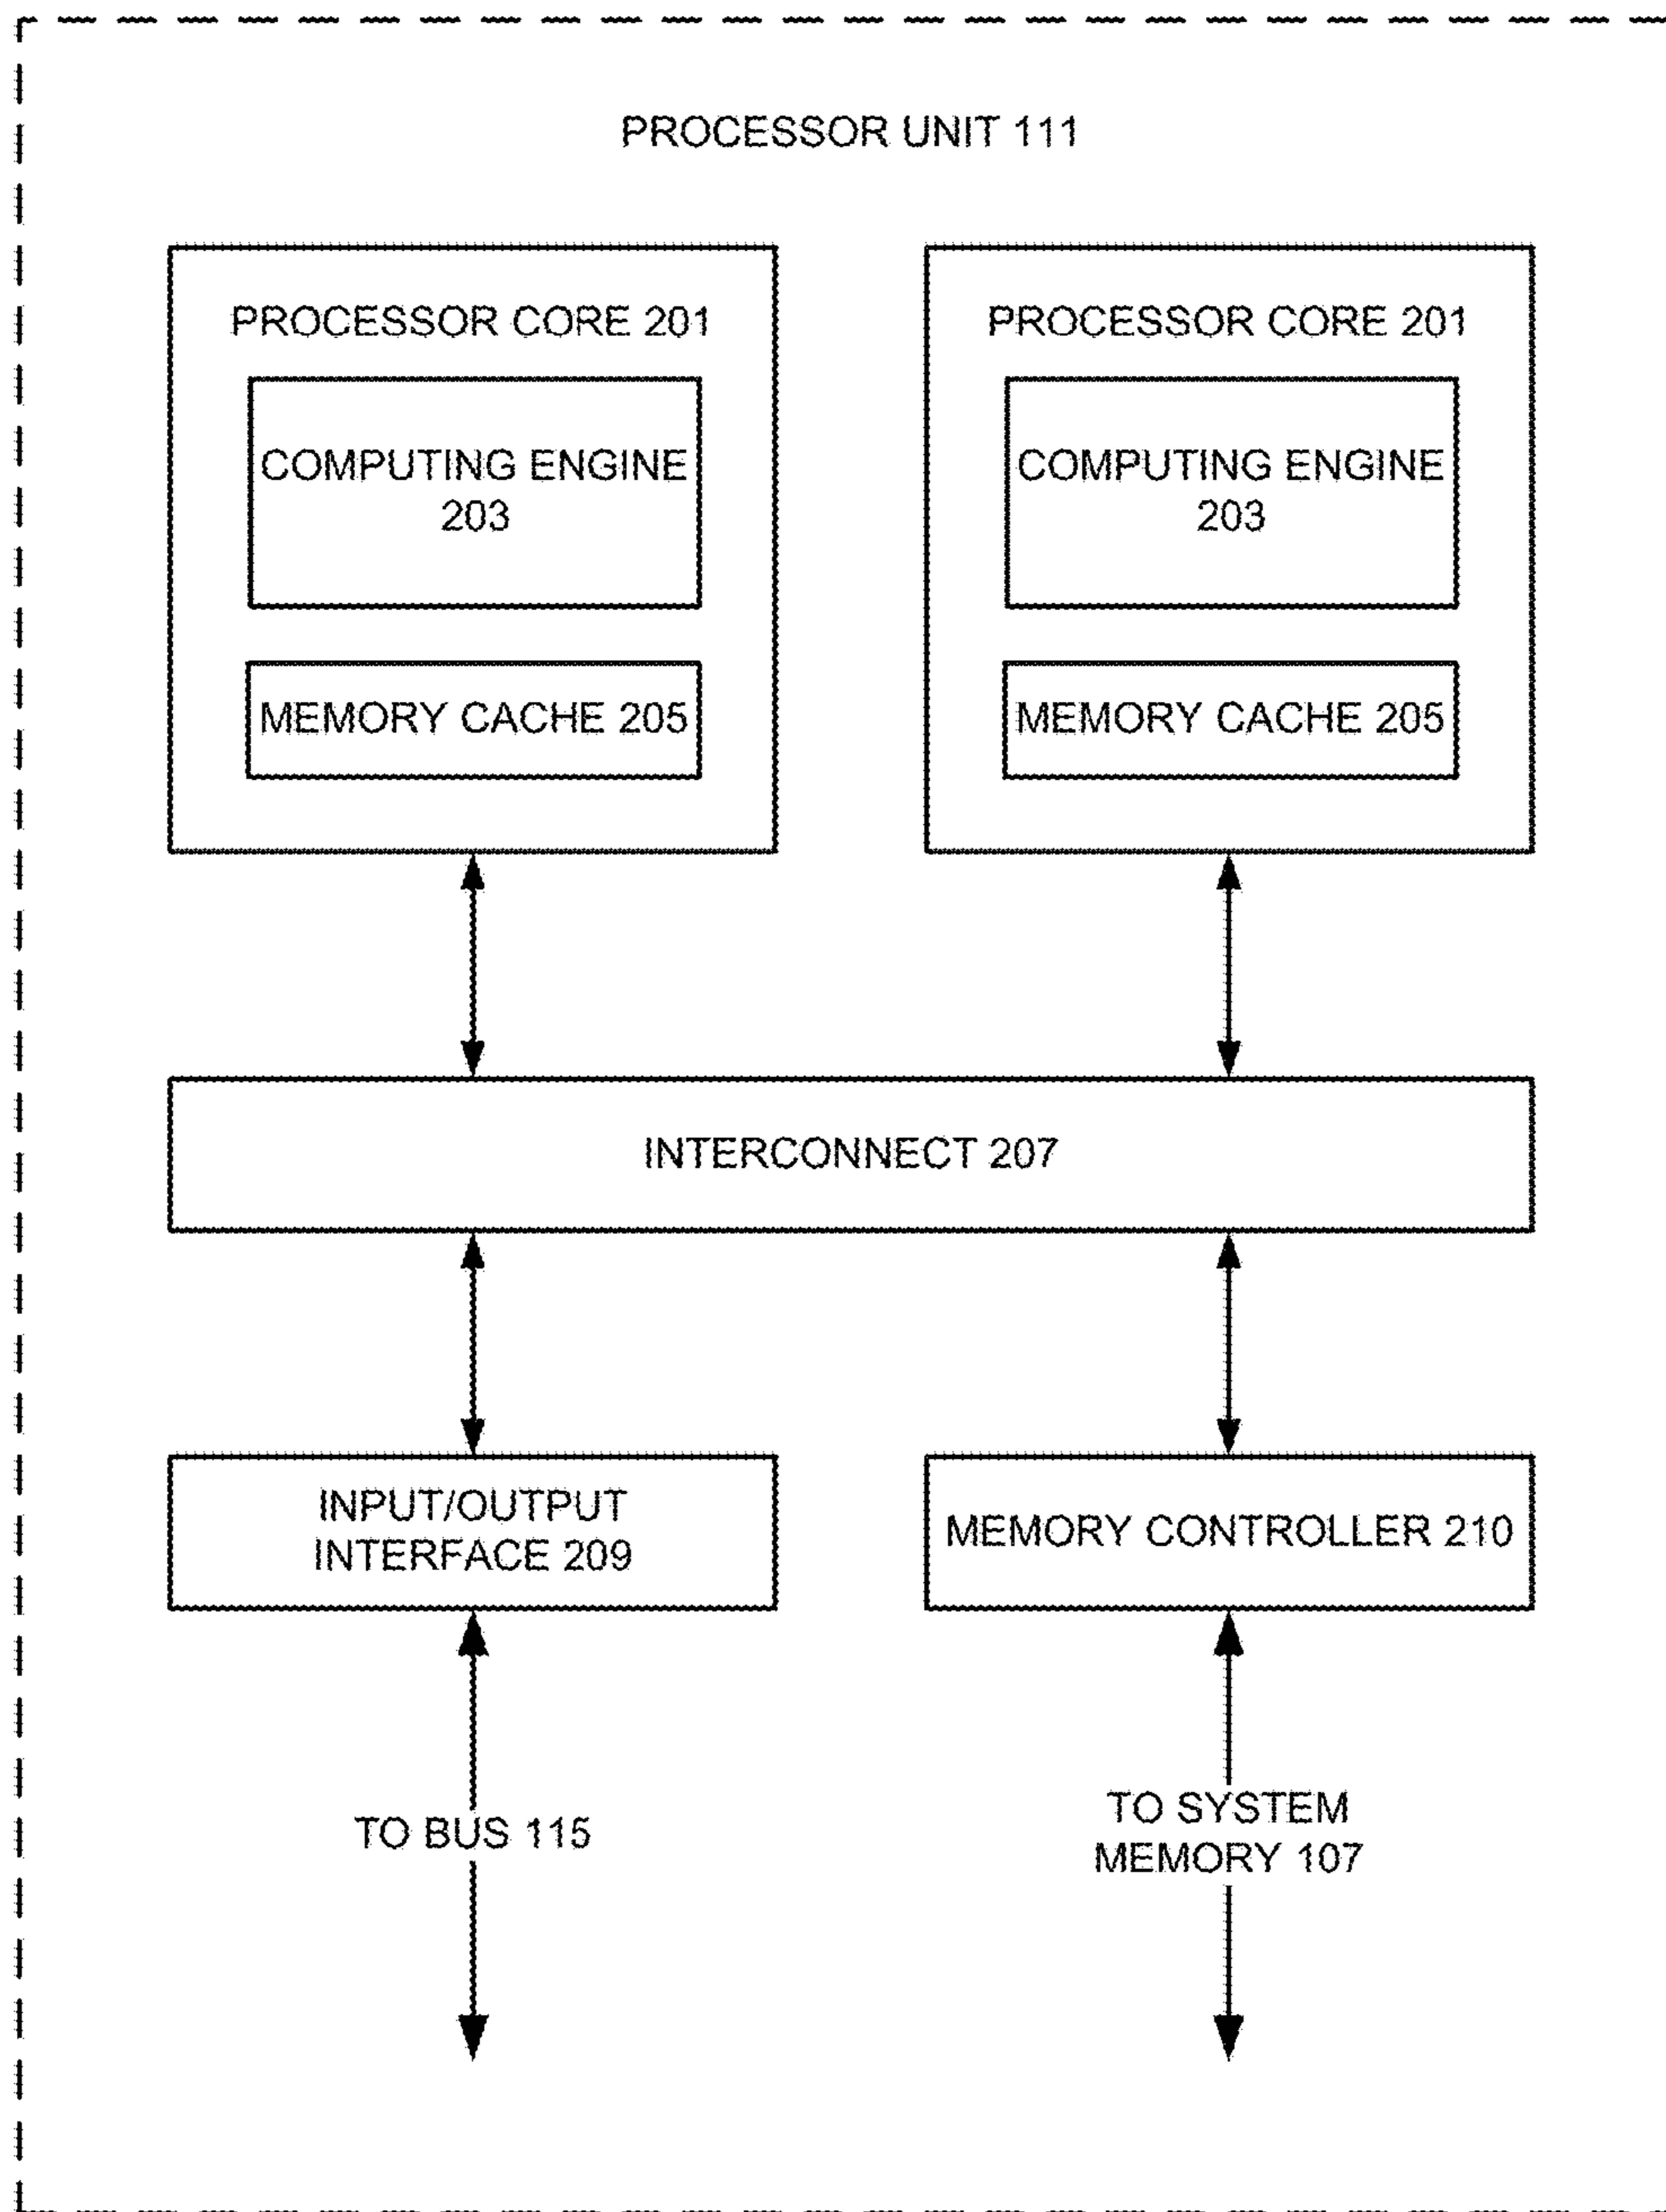 PROCESSOR UNIT 111
PROCESSOR CORE 201
COMPUTING ENGINE
203
MEMORY CACHE 205
PROCESSOR CORE 201
COMPUTING ENGINE
203
MEMORY CACHE 205
INTERCONNECT 207
INPUT/OUTPUT
INTERFACE 209
MEMORY CONTROLLER 210
TO BUS 115
TO SYSTEM
MEMORY 107